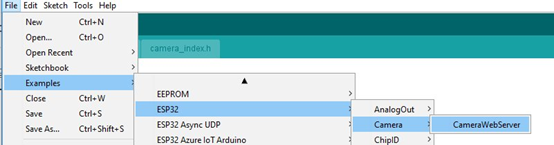 File Edit Sketch Tools Help
New Ctrl+N
Open... Ctrl+O
Open Recent
Sketchbook
Examples
Close Ctrl+W
Save Ctrl+S
Save As... Ctrl+Shift+S
camera_index.h
EEPROM
ESP32
ESP32 Async UDP
ESP32 Azure IoT Arduino
AnalogOut
Camera
ChipID
CameraWebServer